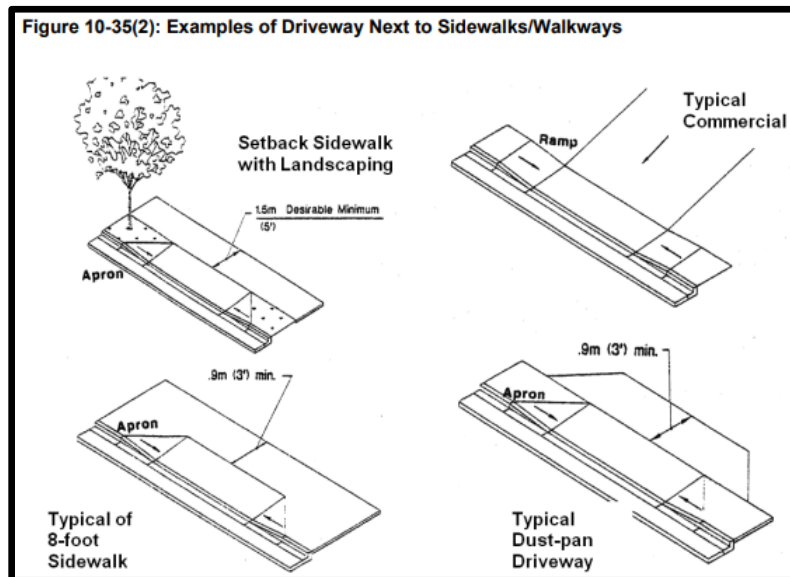 Figure 10-35(2): Examples of Driveway Next to Sidewalks/Walkways
Setback Sidewalk
with Landscaping
1.5m Desirable Minimum
(5')
Apron
Typical
Commercial
Ramp
.9m (3') min.
Apron
Typical of
8-foot
Sidewalk
.9m (3') min.
Apron
Typical
Dust-pan
Driveway